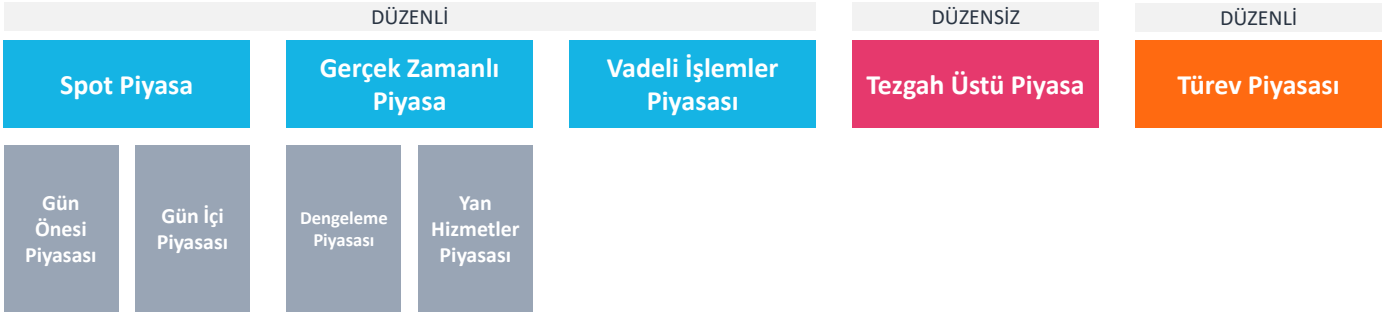 DÜZENLİ
DÜZENSİZ
DÜZENLİ
Spot Piyasa
Gerçek Zamanlı
Piyasa
Vadeli İşlemler
Piyasası
Tezgah Üstü Piyasa
Türev Piyasası
Gün
Önesi
Piyasası
Gün İçi
Piyasası
Dengeleme
Piyasası
Yan
Hizmetler
Piyasası